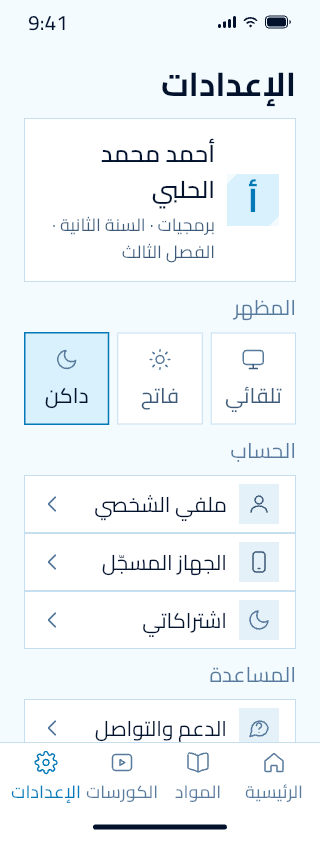 9:41
الإعدادات
أ
أحمد محمد
الحلبي
برمجيات · السنة الثانية ·
الفصل الثالث
المظهر
تلقائي
فاتح
داكن
الحساب
ملفي الشخصي
الجهاز المسجّل
اشتراكاتي
المساعدة
الدعم والتواصل
الرئيسية
المواد
الكورسات
الإعدادات